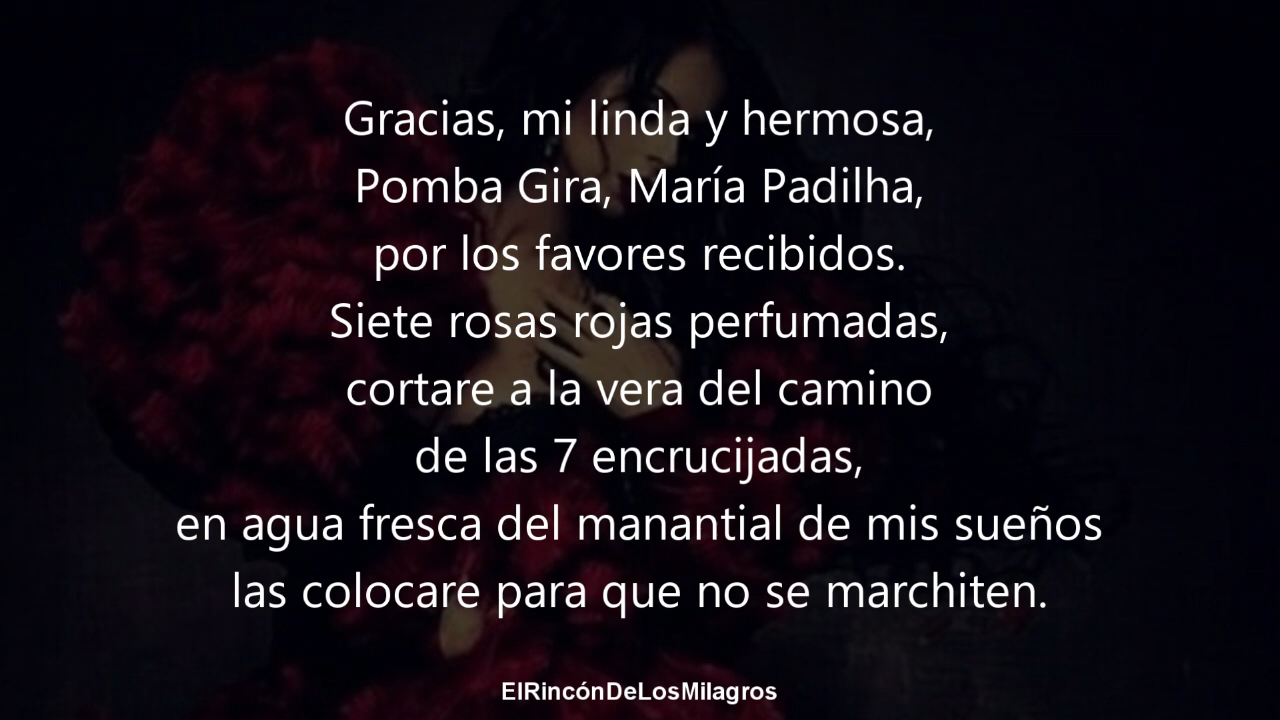 Gracias, mi linda y hermosa,
Pomba Gira, María Padilha,
por los favores recibidos.
Siete rosas rojas perfumadas,
cortare a la vera del camino
de las 7 encrucijadas,
en agua fresca del manantial de mis sueños
las colocare para que no se marchiten.
ElRincónDeLosMilagros